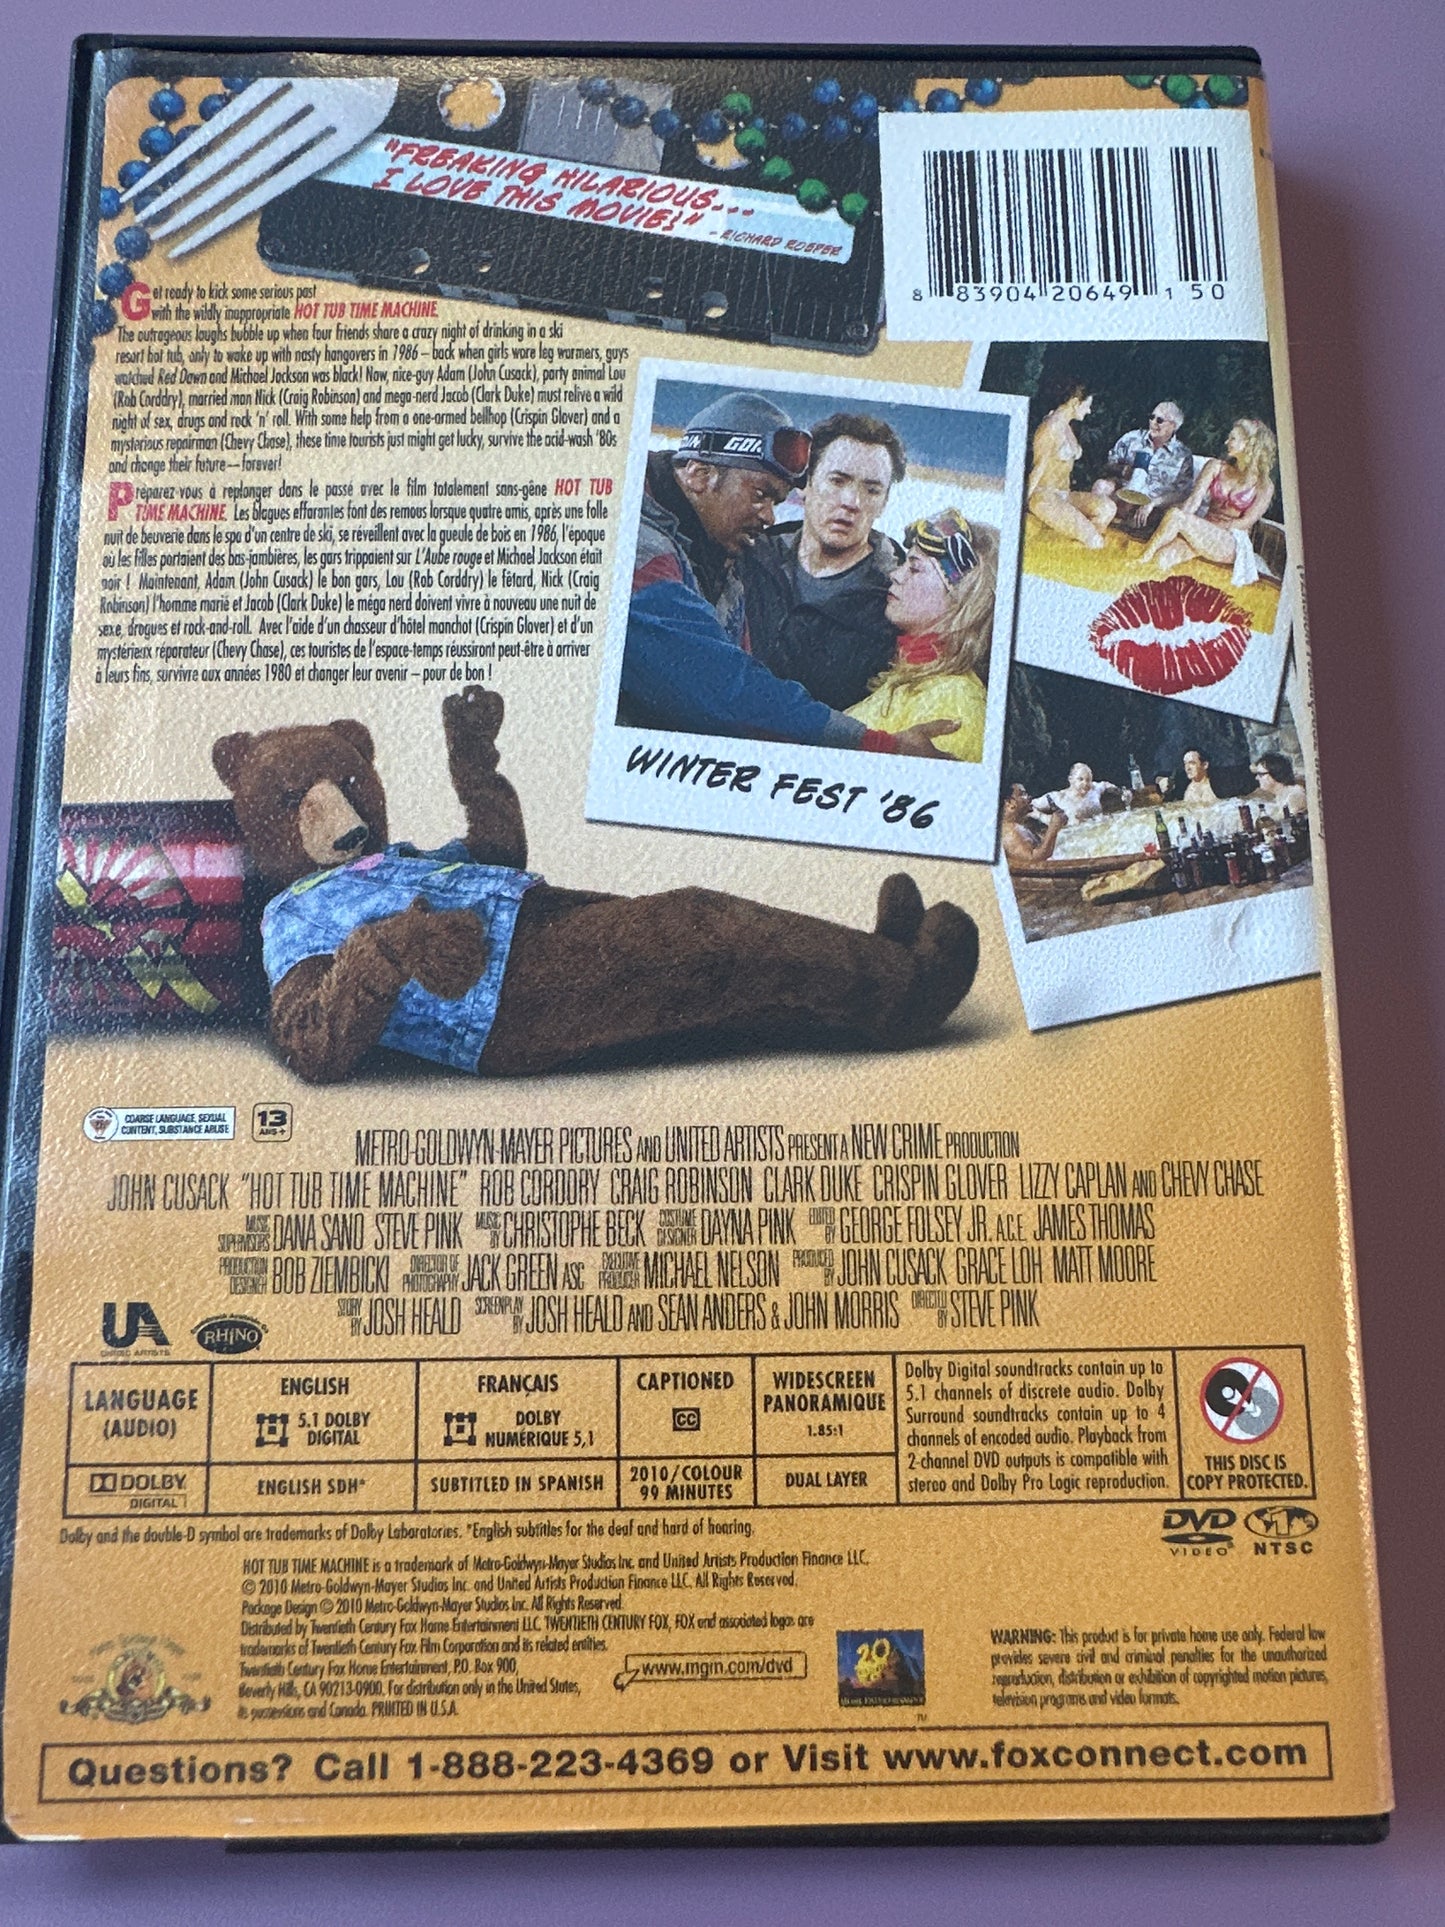 "FREAKING HILARIOUS...
I LOVE THIS MOVIE!"
- RICHARD ROEPER
8 83904 20649 1 50
Get ready to kick some serious past
with the wildly inappropriate HOT TUB TIME MACHINE.
The outrageous laughs bubble up when four friends share a crazy night of drinking in a ski
resort hot tub, only to wake up with nasty hangovers in 1986 – back when girls wore leg warmers, guys
watched Red Dawn and Michael Jackson was black! Now, nice-guy Adam (John Cusack), party animal Lou
(Rob Corddry), married man Nick (Craig Robinson) and mega-nerd Jacob (Clark Duke) must relive a wild
night of sex, drugs and rock 'n' roll. With some help from a one-armed bellhop (Crispin Glover) and a
mysterious repairman (Chevy Chase), these time tourists just might get lucky, survive the acid-wash '80s
and change their future – forever!
Préparez-vous à replonger dans le passé avec le film totalement sans-gêne HOT TUB
TIME MACHINE. Les blagues effarantes font des remous lorsque quatre amis, après une folle
nuit de beuverie dans le spa d'un centre de ski, se réveillent avec la gueule de bois en 1986, l'époque
où les filles portaient des bas-jambières, les gars trippaient sur L'Aube rouge et Michael Jackson était
noir ! Maintenant, Adam (John Cusack) le bon gars, Lou (Rob Corddry) le fêtard, Nick (Craig
Robinson) l'homme marié et Jacob (Clark Duke) le méga nerd doivent vivre à nouveau une nuit de
sexe, drogues et rock-and-roll. Avec l'aide d'un chasseur d'hôtel manchot (Crispin Glover) et d'un
mystérieux réparateur (Chevy Chase), ces touristes de l'espace-temps réussiront peut-être à arriver
à leurs fins, survivre aux années 1980 et changer leur avenir – pour de bon !
WINTER FEST '86
COARSE LANGUAGE, SEXUAL
CONTENT, SUBSTANCE ABUSE
13
ANS+
METRO-GOLDWYN-MAYER PICTURES AND UNITED ARTISTS PRESENT A NEW CRIME PRODUCTION
JOHN CUSACK "HOT TUB TIME MACHINE" ROB CORDDRY CRAIG ROBINSON CLARK DUKE CRISPIN GLOVER LIZZY CAPLAN AND CHEVY CHASE
MUSIC SUPERVISORS DANA SANO STEVE PINK MUSIC BY CHRISTOPHE BECK COSTUME DESIGNER DAYNA PINK EDITED BY GEORGE FOLSEY, JR. A.C.E. JAMES THOMAS
PRODUCTION DESIGNER BOB ZIEMBICKI DIRECTOR OF PHOTOGRAPHY JACK GREEN ASC EXECUTIVE PRODUCER MICHAEL NELSON PRODUCED BY JOHN CUSACK GRACE LOH MATT MOORE
STORY BY JOSH HEALD SCREENPLAY BY JOSH HEALD AND SEAN ANDERS & JOHN MORRIS DIRECTED BY STEVE PINK
UA
UNITED ARTISTS
RHINO
LANGUAGE
(AUDIO)
ENGLISH
5.1 DOLBY
DIGITAL
FRANÇAIS
DOLBY
NUMÉRIQUE 5,1
CAPTIONED
CC
WIDESCREEN
PANORAMIQUE
1.85:1
DOLBY
DIGITAL
ENGLISH SDH*
SUBTITLED IN SPANISH
2010/COLOUR
99 MINUTES
DUAL LAYER
Dolby Digital soundtracks contain up to
5.1 channels of discrete audio. Dolby
Surround soundtracks contain up to 4
channels of encoded audio. Playback from
2-channel DVD outputs is compatible with
stereo and Dolby Pro Logic reproduction.
THIS DISC IS
COPY PROTECTED.
Dolby and the double-D symbol are trademarks of Dolby Laboratories. *English subtitles for the deaf and hard of hearing.
DVD
VIDEO
NTSC
HOT TUB TIME MACHINE is a trademark of Metro-Goldwyn-Mayer Studios Inc. and United Artists Production Finance LLC.
© 2010 Metro-Goldwyn-Mayer Studios Inc. and United Artists Production Finance LLC. All Rights Reserved.
Package Design © 2010 Metro-Goldwyn-Mayer Studios Inc. All Rights Reserved.
Distributed by Twentieth Century Fox Home Entertainment LLC. TWENTIETH CENTURY FOX, FOX and associated logos are
trademarks of Twentieth Century Fox Film Corporation and its related entities.
Twentieth Century Fox Home Entertainment, P.O. Box 900,
Beverly Hills, CA 90213-0900. For distribution only in the United States,
its possessions and Canada. PRINTED IN U.S.A.
www.mgm.com/dvd
20
HOME ENTERTAINMENT
TM
WARNING: This product is for private home use only. Federal law
provides severe civil and criminal penalties for the unauthorized
reproduction, distribution or exhibition of copyrighted motion pictures,
television programs and video formats.
Questions? Call 1-888-223-4369 or Visit www.foxconnect.com